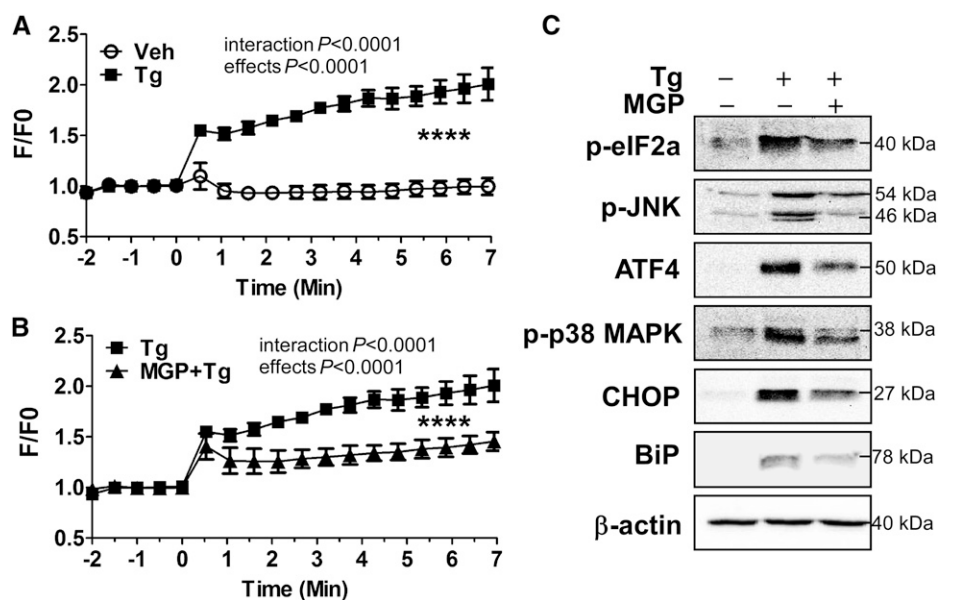 A
2.5
2.0
1.5
1.0
0.5
F/F0
Veh
Tg
interaction P<0.0001
effects P<0.0001
****
-2 -1 0 1 2 3 4 5 6 7
Time (Min)
B
2.5
2.0
1.5
1.0
0.5
F/F0
Tg
MGP+Tg
interaction P<0.0001
effects P<0.0001
****
-2 -1 0 1 2 3 4 5 6 7
Time (Min)
C
Tg − + +
MGP − − +
p-eIF2a 40 kDa
p-JNK 54 kDa
46 kDa
ATF4 50 kDa
p-p38 MAPK 38 kDa
CHOP 27 kDa
BiP 78 kDa
β-actin 40 kDa